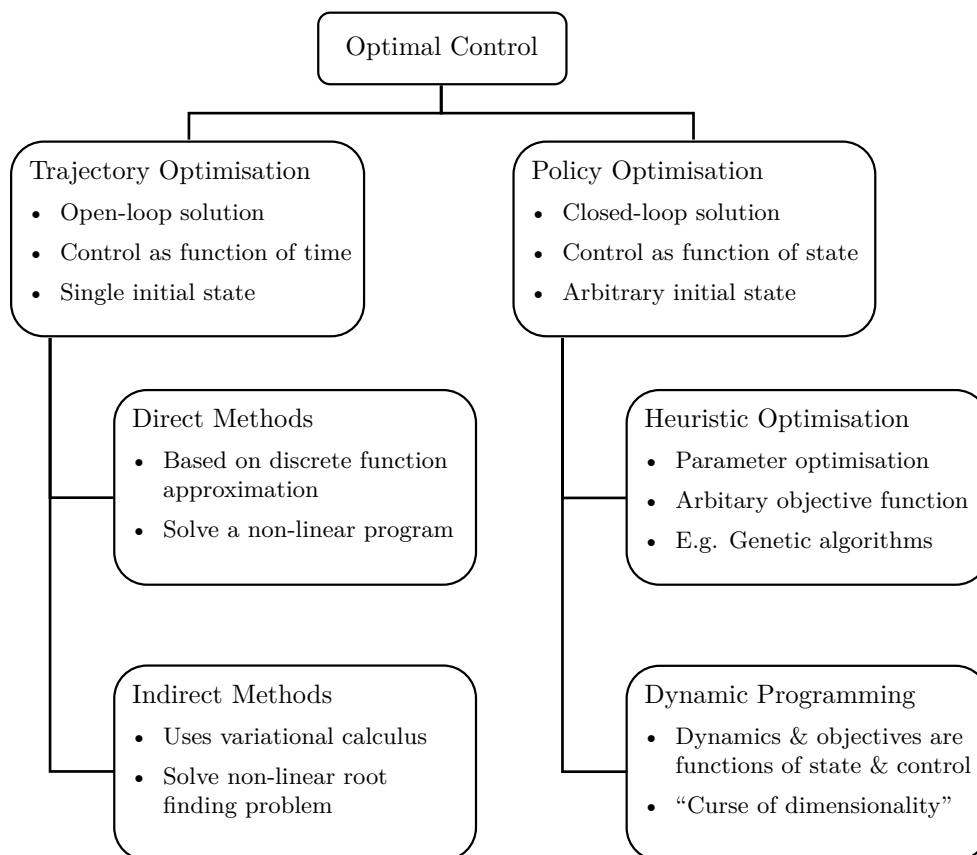 Optimal Control
Trajectory Optimisation
• Open-loop solution
• Control as function of time
• Single initial state
Policy Optimisation
• Closed-loop solution
• Control as function of state
• Arbitrary initial state
Direct Methods
• Based on discrete function
approximation
• Solve a non-linear program
Heuristic Optimisation
• Parameter optimisation
• Arbitary objective function
• E.g. Genetic algorithms
Indirect Methods
• Uses variational calculus
• Solve non-linear root
finding problem
Dynamic Programming
• Dynamics & objectives are
functions of state & control
• “Curse of dimensionality”